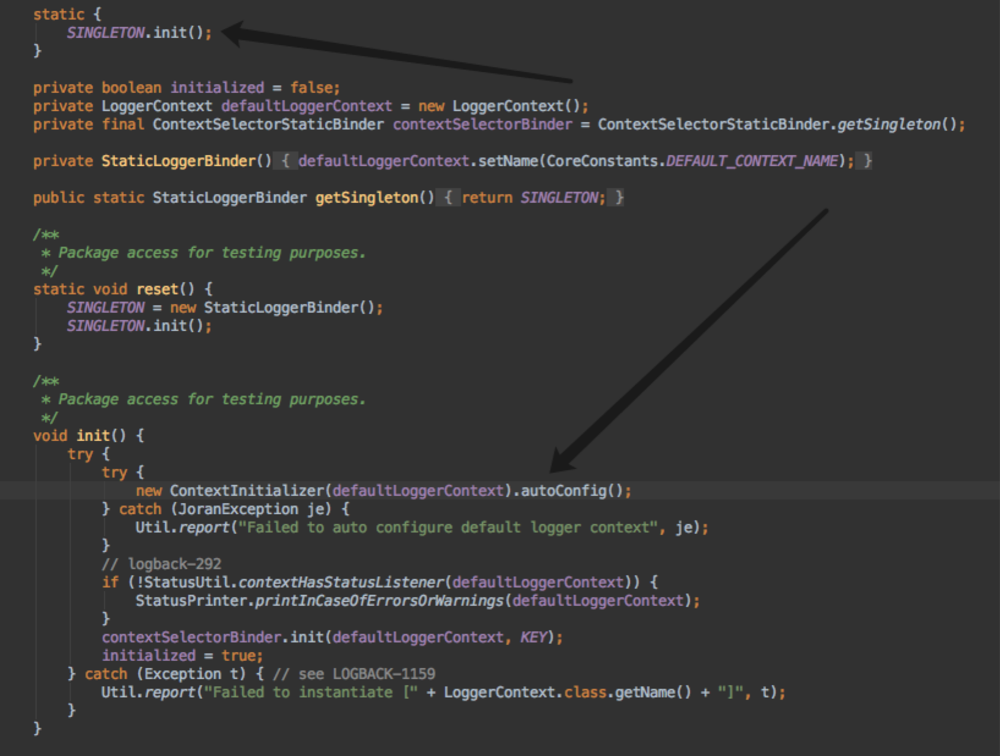 static {
    SINGLETON.init();
}
private boolean initialized = false;
private LoggerContext defaultLoggerContext = new LoggerContext();
private final ContextSelectorStaticBinder contextSelectorBinder = ContextSelectorStaticBinder.getSingleton();
private StaticLoggerBinder() { defaultLoggerContext.setName(CoreConstants.DEFAULT_CONTEXT_NAME); }
public static StaticLoggerBinder getSingleton() { return SINGLETON; }
/**
 * Package access for testing purposes.
 */
static void reset() {
    SINGLETON = new StaticLoggerBinder();
    SINGLETON.init();
}
/**
 * Package access for testing purposes.
 */
void init() {
    try {
        try {
            new ContextInitializer(defaultLoggerContext).autoConfig();
        } catch (JoranException je) {
            Util.report("Failed to auto configure default logger context", je);
        }
        // logback-292
        if (!StatusUtil.contextHasStatusListener(defaultLoggerContext)) {
            StatusPrinter.printInCaseOfErrorsOrWarnings(defaultLoggerContext);
        }
        contextSelectorBinder.init(defaultLoggerContext, KEY);
        initialized = true;
    } catch (Exception t) { // see LOGBACK-1159
        Util.report("Failed to instantiate [" + LoggerContext.class.getName() + "]", t);
    }
}